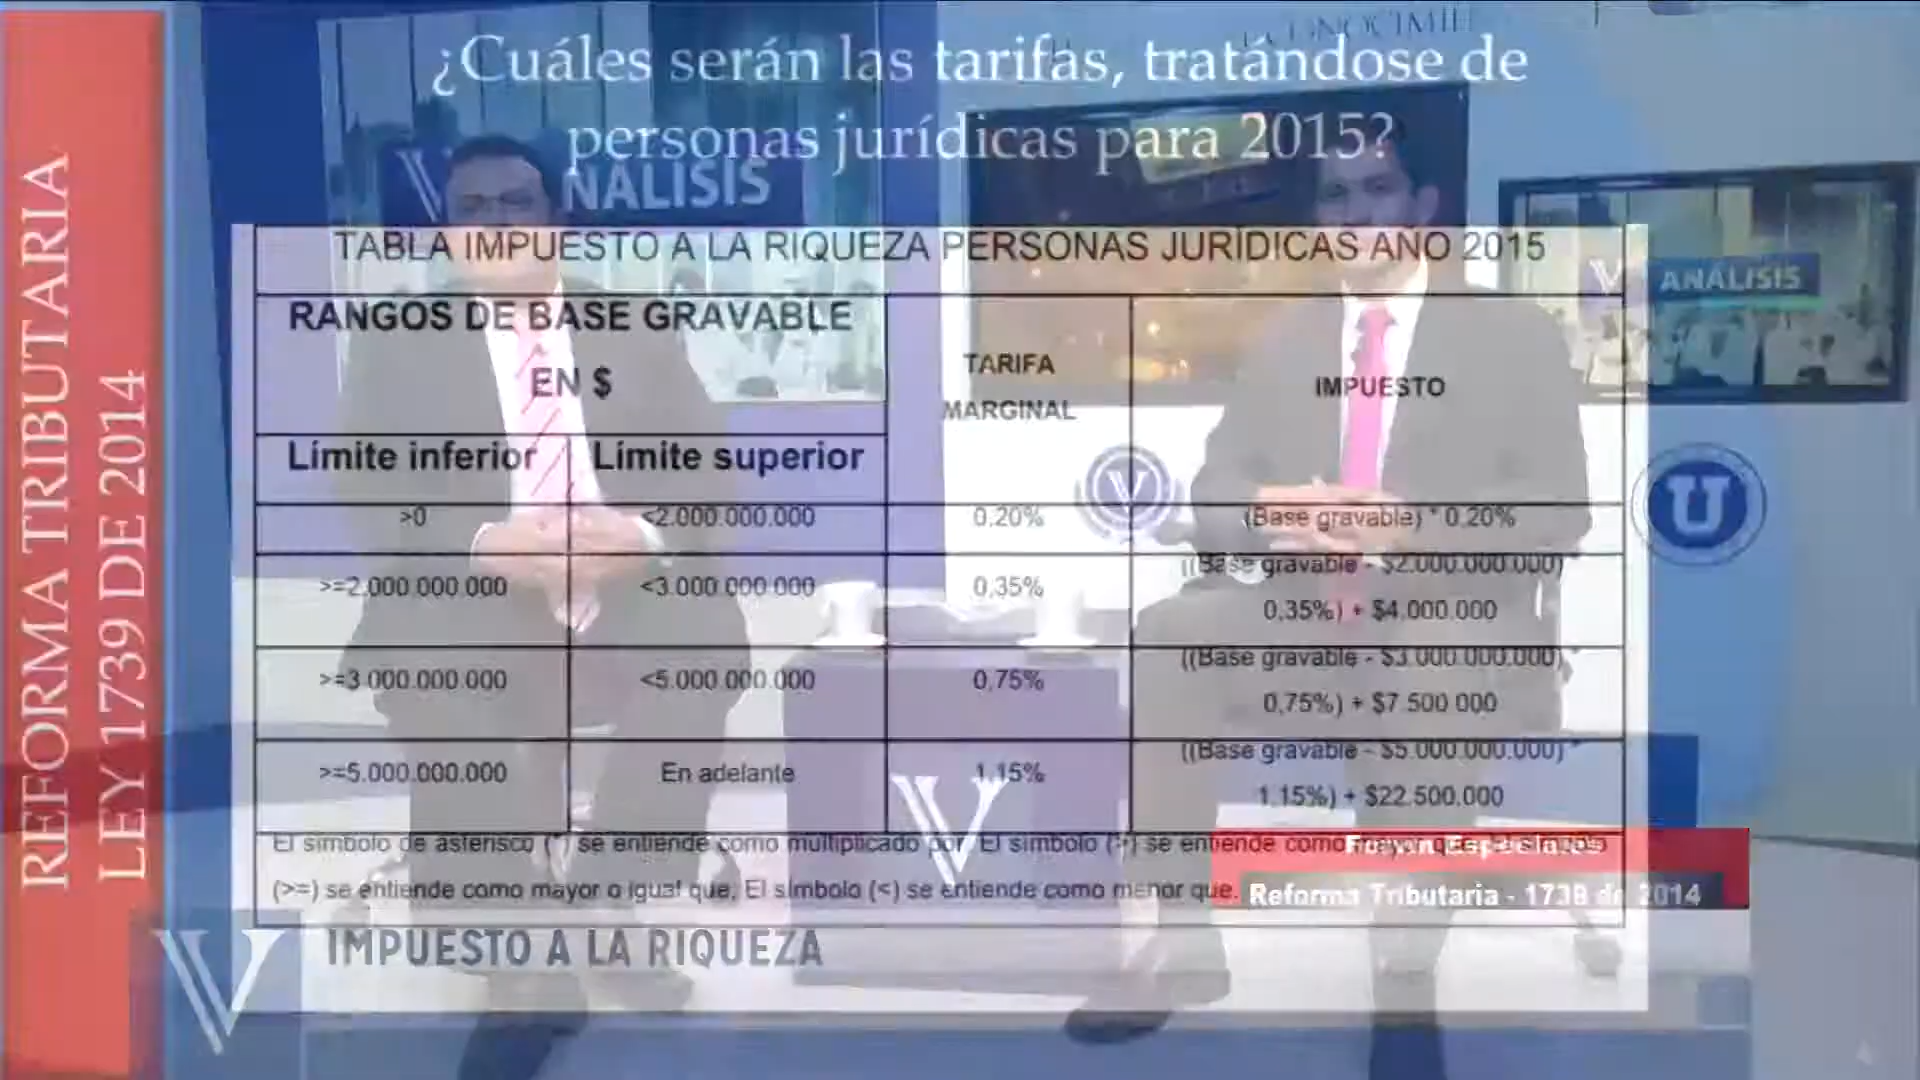 ¿Cuáles serán las tarifas, tratándose de
personas jurídicas para 2015?
REFORMA TRIBUTARIA
LEY 1739 DE 2014
NÁLISIS
ANÁLISIS
U
TABLA IMPUESTO A LA RIQUEZA PERSONAS JURÍDICAS AÑO 2015
RANGOS DE BASE GRAVABLE
EN $
TARIFA
MARGINAL
IMPUESTO
Límite inferior
Límite superior
>0
<2.000.000.000
0.20%
(Base gravable) * 0,20%
>=2.000.000.000
<3.000.000.000
0,35%
((Base gravable - $2.000.000.000)
0,35%) + $4.000.000
>=3.000.000.000
<5.000.000.000
0,75%
((Base gravable - $3.000.000.000) *
0,75%) + $7.500.000
>=5.000.000.000
En adelante
1,15%
((Base gravable - $5.000.000.000) *
1,15%) + $22.500.000
El símbolo de asterisco (*) se entiende como multiplicado por. El símbolo (>) se entiende como
(>=) se entiende como mayor o igual que; El símbolo (<) se entiende como menor que.
Reforma Tributaria - 1739 de 2014
IMPUESTO A LA RIQUEZA